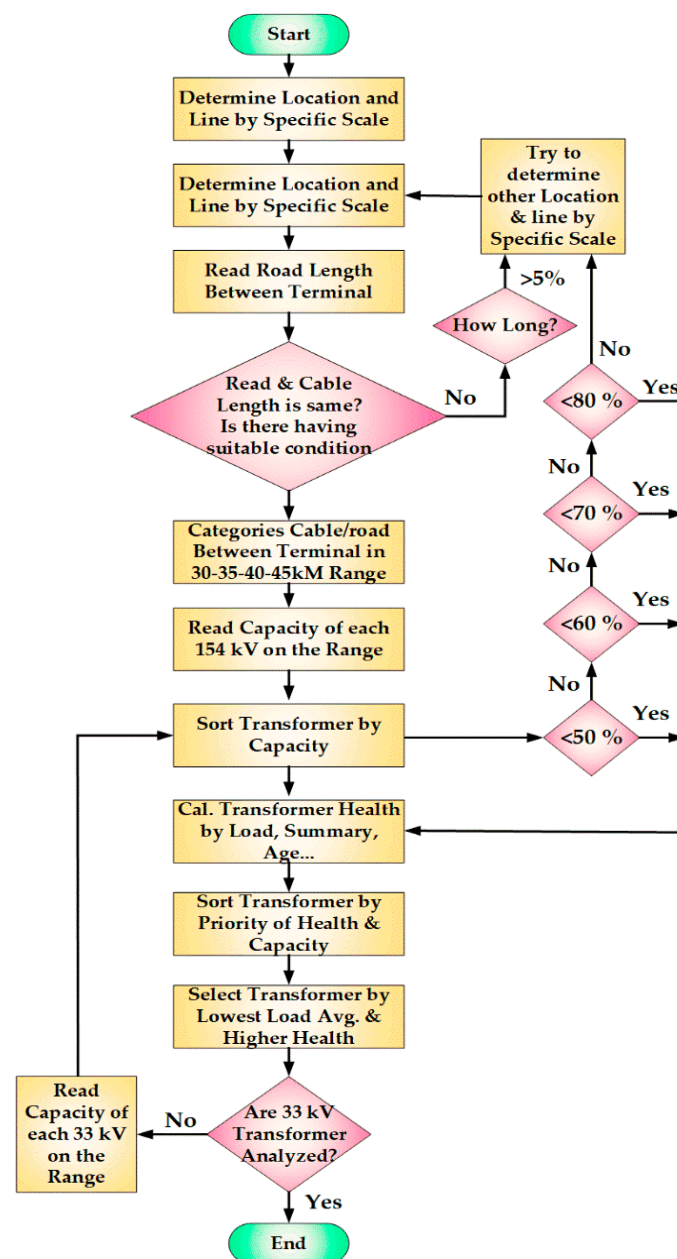 Start
Determine Location and
Line by Specific Scale
Determine Location and
Line by Specific Scale
Try to
determine
other Location
& line by
Specific Scale
Read Road Length
Between Terminal
>5%
How Long?
No
Read & Cable
Length is same?
Is there having
suitable condition
No
<80 %
Yes
No
<70 %
Yes
No
<60 %
Yes
No
<50 %
Yes
Categories Cable/road
Between Terminal in
30-35-40-45kM Range
Read Capacity of each
154 kV on the Range
Sort Transformer by
Capacity
Cal. Transformer Health
by Load, Summary,
Age...
Sort Transformer by
Priority of Health &
Capacity
Select Transformer by
Lowest Load Avg. &
Higher Health
Are 33 kV
Transformer
Analyzed?
No
Read
Capacity of
each 33 kV
on the
Range
Yes
End